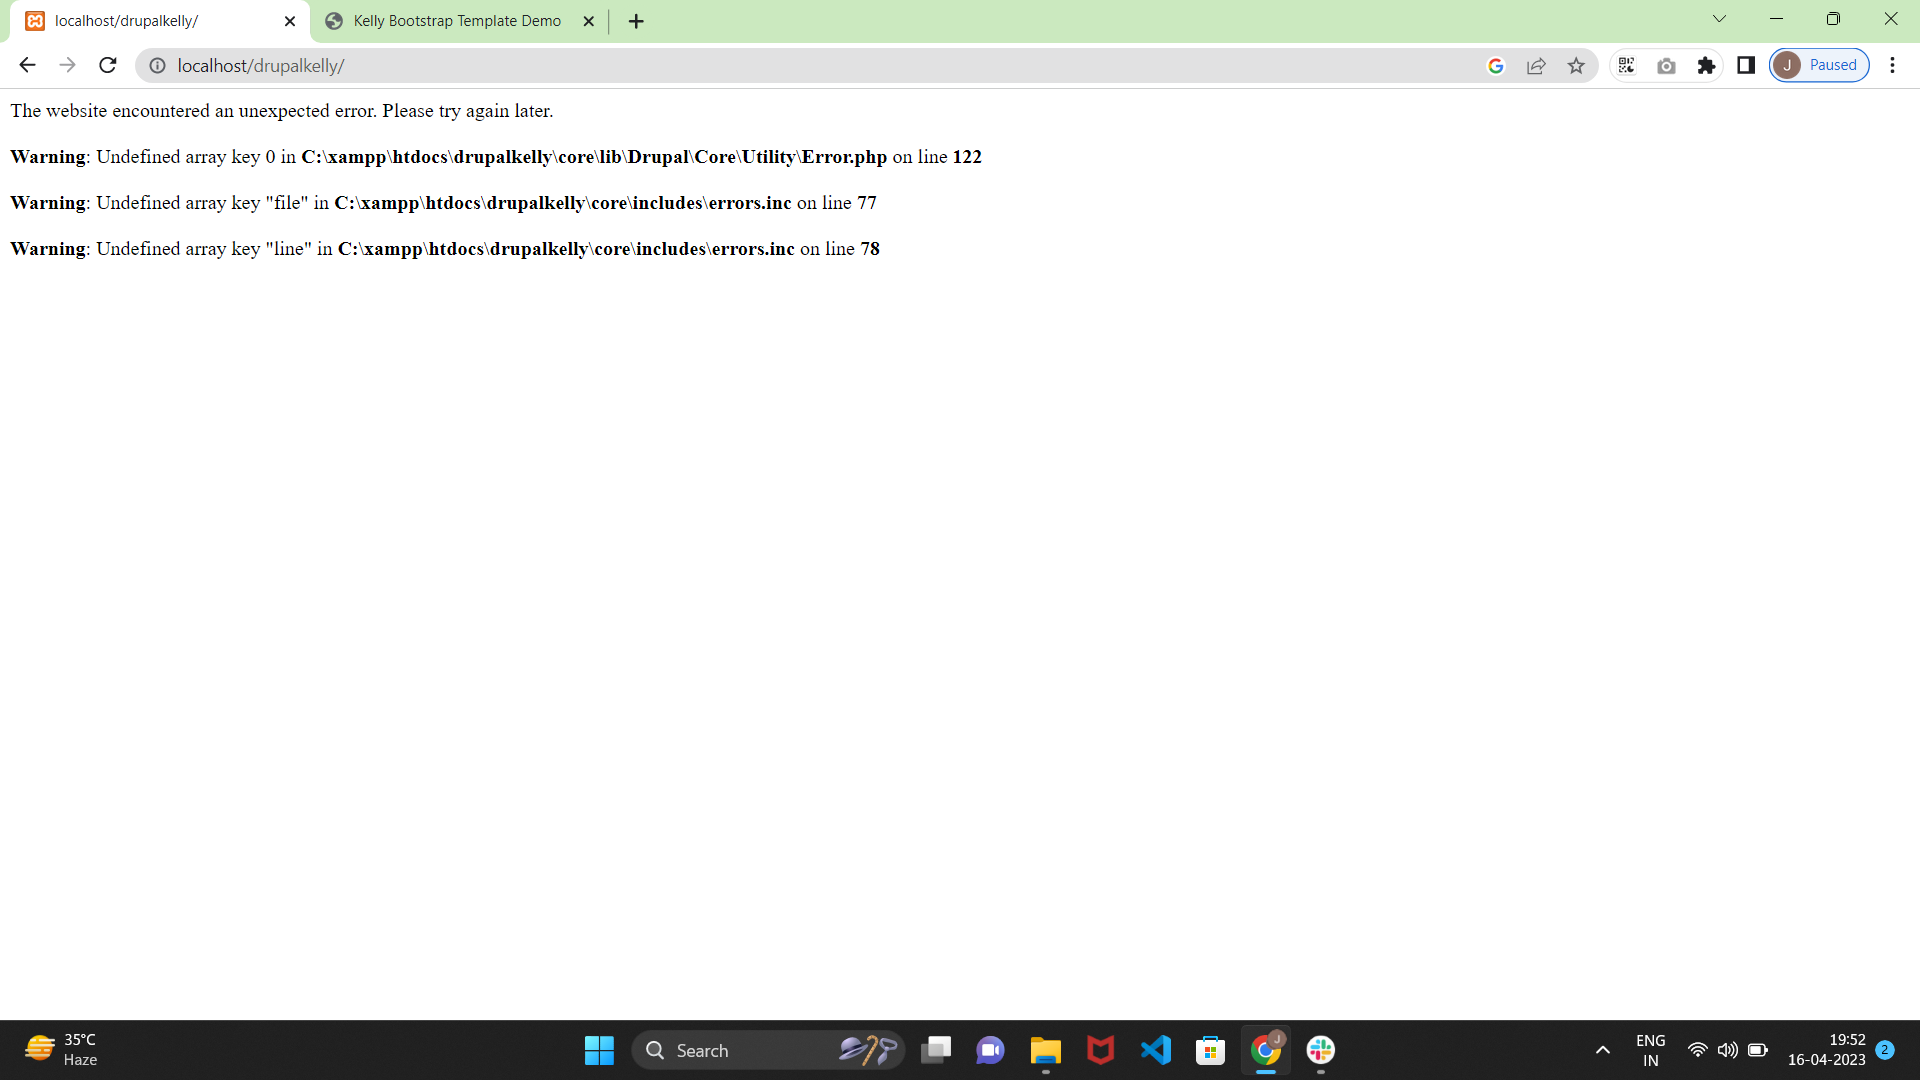 localhost/drupalkelly/
Kelly Bootstrap Template Demo
localhost/drupalkelly/
J
Paused
The website encountered an unexpected error. Please try again later.
Warning: Undefined array key 0 in C:\xampp\htdocs\drupalkelly\core\lib\Drupal\Core\Utility\Error.php on line 122
Warning: Undefined array key "file" in C:\xampp\htdocs\drupalkelly\core\includes\errors.inc on line 77
Warning: Undefined array key "line" in C:\xampp\htdocs\drupalkelly\core\includes\errors.inc on line 78
35°C
Haze
Search
J
ENG
IN
19:52
16-04-2023
2